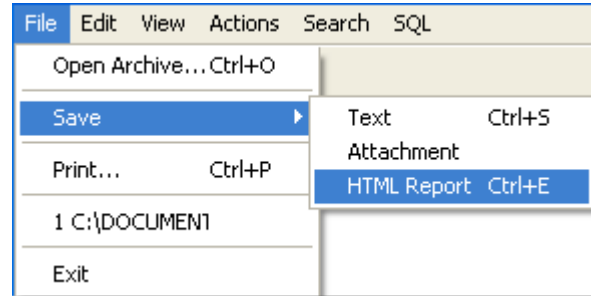 File Edit View Actions Search SQL
Open Archive... Ctrl+O
Save
Text Ctrl+S
Attachment
HTML Report Ctrl+E
Print... Ctrl+P
1 C:\DOCUMENT
Exit